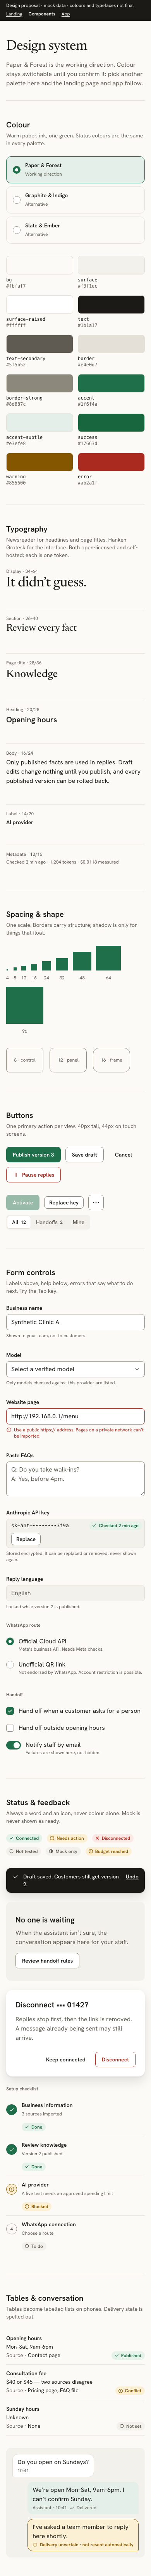 Design proposal · mock data · colours and typefaces not final
Landing Components App
Design system
Paper & Forest is the working direction. Colour
stays switchable until you confirm it: pick another
palette here and the landing page and app follow.
Colour
Warm paper, ink, one green. Status colours are the same
in every palette.
Paper & Forest
Working direction
Graphite & Indigo
Alternative
Slate & Ember
Alternative
bg
#fbfaf7
surface
#f3f1ec
surface-raised
#ffffff
text
#1b1a17
text-secondary
#5f5b52
border
#e4e0d7
border-strong
accent
#1f6f4a
accent-subtle
success
warning
error
Typography
Newsreader for headlines and page titles, Hanken
Grotesk for the interface. Both open-licensed and self-
hosted; each is one token.
Display · 34–64
It didn’t guess.
Section · 26–40
Review every fact
Page title · 28/36
Knowledge
Heading · 20/28
Opening hours
Body · 16/24
Only published facts are used in replies. Draft
edits change nothing until you publish, and every
published version can be rolled back.
Label · 14/20
AI provider
Metadata · 12/16
Checked 2 min ago · 1,204 tokens · $0.0118 measured
Spacing & shape
One scale. Borders carry structure; shadow is only for
things that float.
4 8 12 16 24 32 48 64
96
8 · control 12 · panel 16 · frame
Buttons
One primary action per view. 40px tall, 44px on touch
screens.
Publish version 3 Save draft Cancel
Pause replies
Activate Replace key
All 12 Handoffs 3 Mine
Form controls
Labels above, help below, errors that say what to do
next. Try the Tab key.
Business name
Synthetic Clinic A
Shown to your team, not to customers.
Model
Select a verified model
Only models checked against this provider are listed.
Website page
http://192.168.0.1/menu
Use a public https:// address. Pages on a private network can't
be imported.
Paste FAQs
Q: Do you take walk-ins?
A: Yes, before 4pm.
Anthropic API key
sk-ant-•••••••••3f9a Checked 2 min ago
Replace
Stored encrypted. It can be replaced or removed, never shown
again.
Reply language
English
Locked while version 2 is published.
WhatsApp route
Official Cloud API
Meta's business API. Needs Meta checks.
Unofficial QR link
Not endorsed by WhatsApp. Account restriction is possible.
Handoff
Hand off when a customer asks for a person
Hand off outside opening hours
Notify staff by email
Failures are shown here, not hidden.
Status & feedback
Always a word and an icon, never colour alone. Mock is
never shown as ready.
Connected Needs action Disconnected
Not tested Mock only Budget reached
Draft saved. Customers still get version
2. Undo
No one is waiting
When the assistant isn't sure, the
conversation appears here for your staff.
Review handoff rules
Disconnect ••• 0142?
Replies stop first, then the link is removed.
A message already being sent may still
arrive.
Keep connected Disconnect
Setup checklist
Business information
3 sources imported
Done
Review knowledge
Version 2 published
Done
AI provider
A live test needs an approved spending limit
Blocked
4 WhatsApp connection
Choose a route
To do
Tables & conversation
Tables become labelled lists on phones. Delivery state is
spelled out.
Opening hours
Mon–Sat, 9am–6pm
Source · Contact page Published
Consultation fee
$40 or $45 — two sources disagree
Source · Pricing page, FAQ file Conflict
Sunday hours
Unknown
Source · None Not set
Do you open on Sundays?
19:41
We're open Mon–Sat, 9am–6pm. I
can't confirm Sunday.
Assistant · 19:41 Delivered
I've asked a team member to reply
here shortly.
Delivery uncertain · not resent automatically